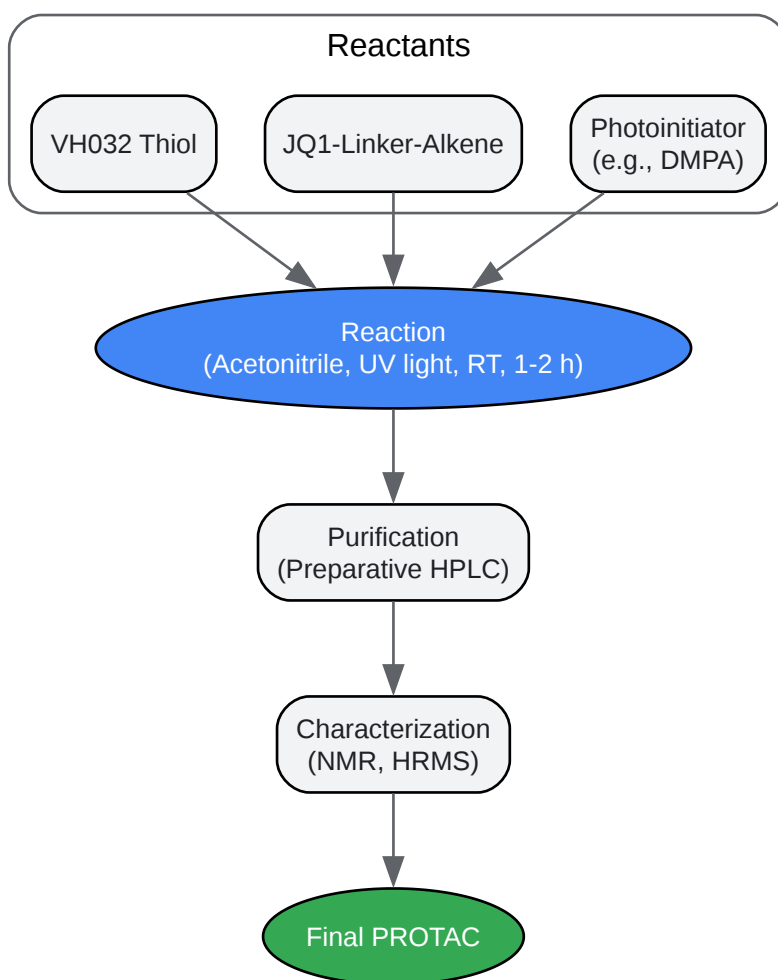 Reactants
VH032 Thiol
JQ1-Linker-Alkene
Photoinitiator
(e.g., DMPA)
Reaction
(Acetonitrile, UV light, RT, 1-2 h)
Purification
(Preparative HPLC)
Characterization
(NMR, HRMS)
Final PROTAC